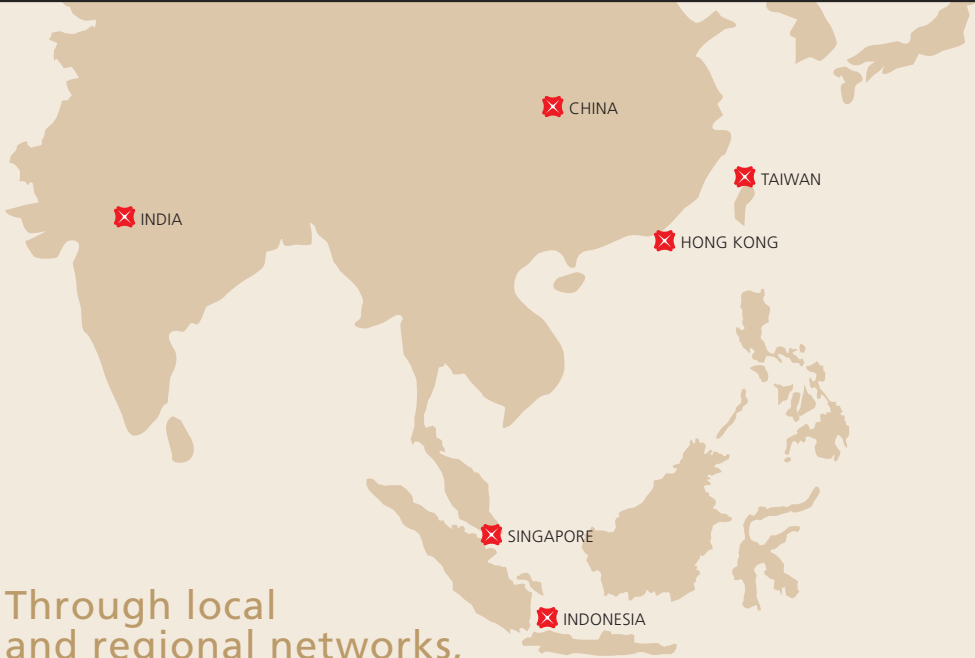 CHINA
TAIWAN
INDIA
HONG KONG
SINGAPORE
INDONESIA
Through local
and regional networks,